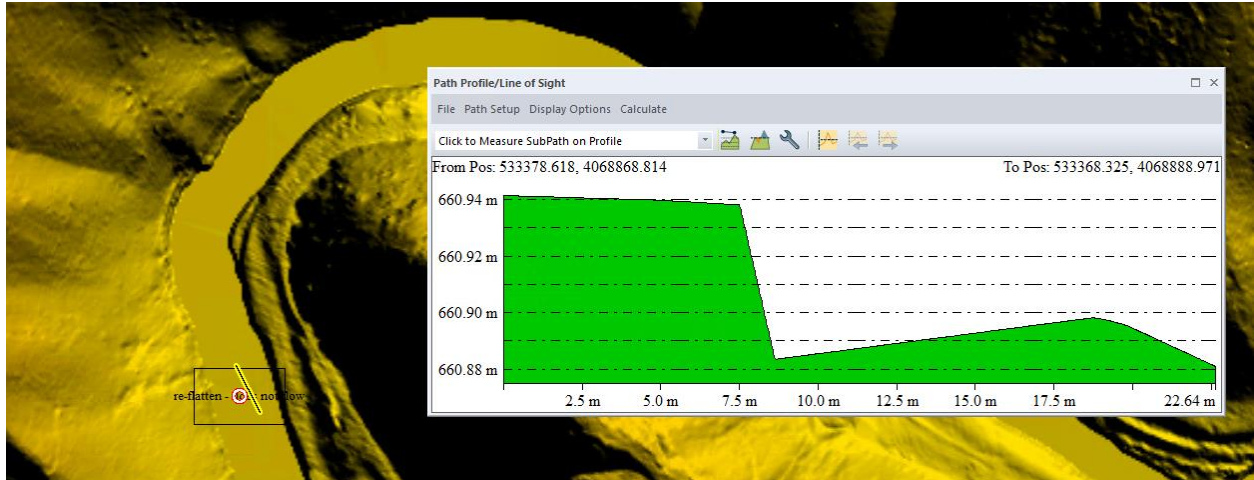 Path Profile/Line of Sight
File Path Setup Display Options Calculate
Click to Measure SubPath on Profile
From Pos: 533378.618, 4068868.814 To Pos: 533368.325, 4068888.971
660.94 m
660.92 m
660.90 m
660.88 m
2.5 m 5.0 m 7.5 m 10.0 m 12.5 m 15.0 m 17.5 m 22.64 m
re-flatten - not